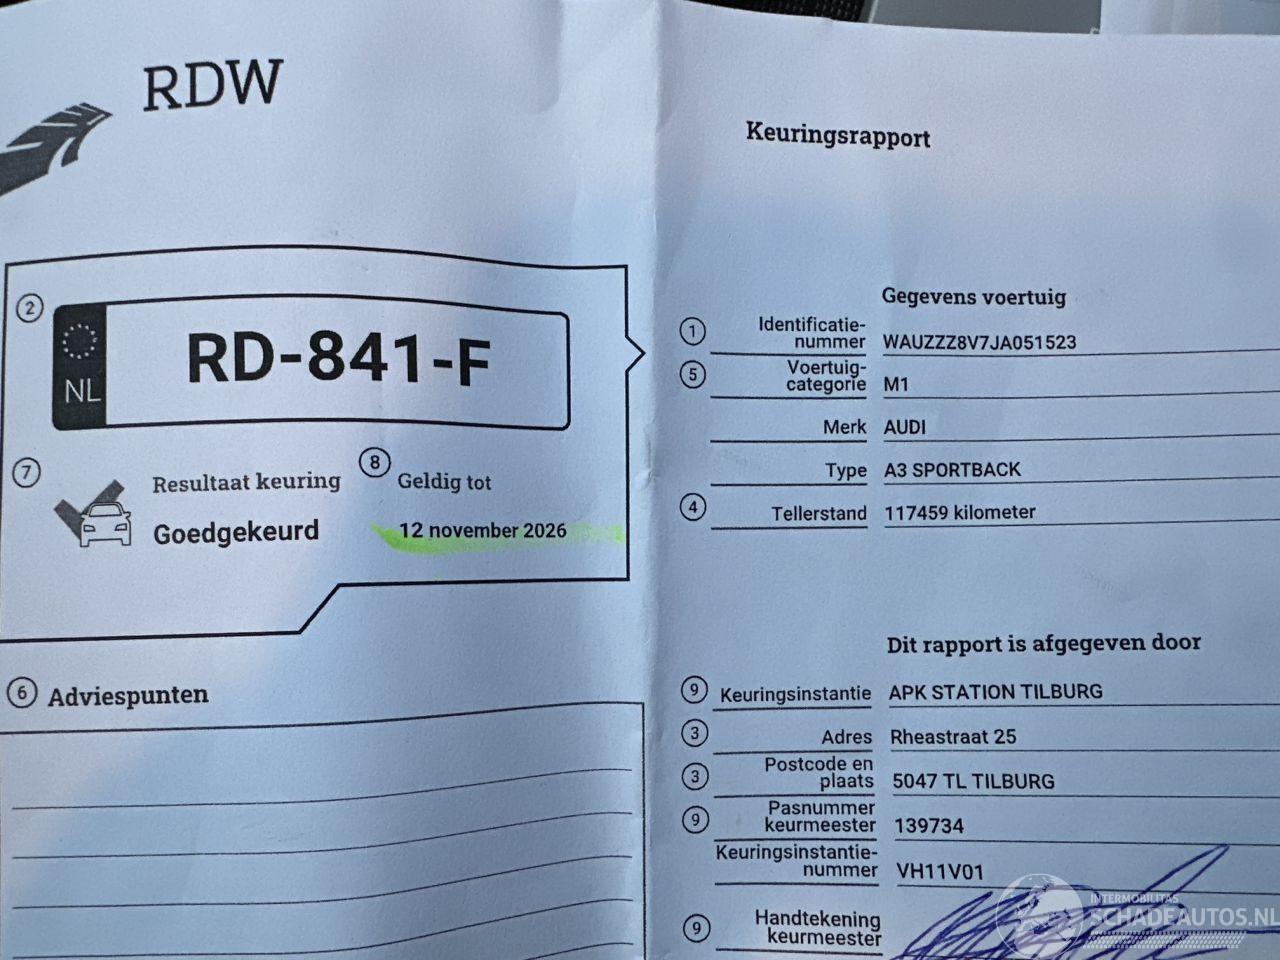 RDW
Keuringsrapport
2
NL
RD-841-F
7
Resultaat keuring
Goedgekeurd
8
Geldig tot
12 november 2026
6 Adviespunten
Gegevens voertuig
1 Identificatie-
nummer WAUZZZ8V7JA051523
5 Voertuig-
categorie M1
Merk AUDI
Type A3 SPORTBACK
4 Tellerstand 117459 kilometer
Dit rapport is afgegeven door
9 Keuringsinstantie APK STATION TILBURG
3 Adres Rheastraat 25
3 Postcode en
plaats 5047 TL TILBURG
9 Pasnummer
keurmeester 139734
Keuringsinstantie-
nummer VH11V01
9 Handtekening
keurmeester
INTERMOBILITAS
SCHADEAUTOS.NL